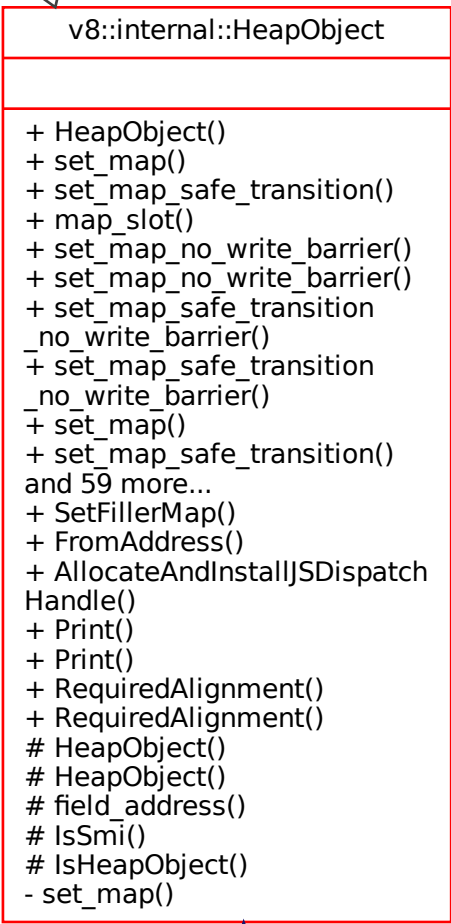 v8::internal::HeapObject
+ HeapObject()
+ set_map()
+ set_map_safe_transition()
+ map_slot()
+ set_map_no_write_barrier()
+ set_map_no_write_barrier()
+ set_map_safe_transition
_no_write_barrier()
+ set_map_safe_transition
_no_write_barrier()
+ set_map()
+ set_map_safe_transition()
and 59 more...
+ SetFillerMap()
+ FromAddress()
+ AllocateAndInstallJSDispatch
Handle()
+ Print()
+ Print()
+ RequiredAlignment()
+ RequiredAlignment()
# HeapObject()
# HeapObject()
# field_address()
# IsSmi()
# IsHeapObject()
- set_map()